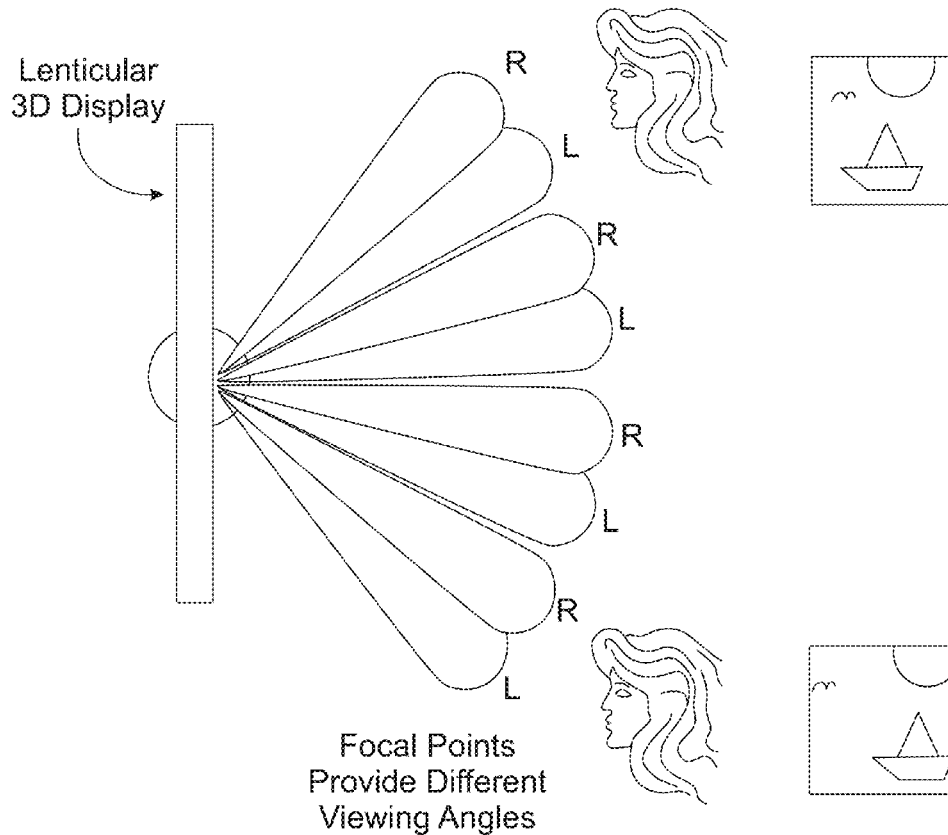 Lenticular
3D Display
R
L
R
L
R
L
R
L
Focal Points
Provide Different
Viewing Angles